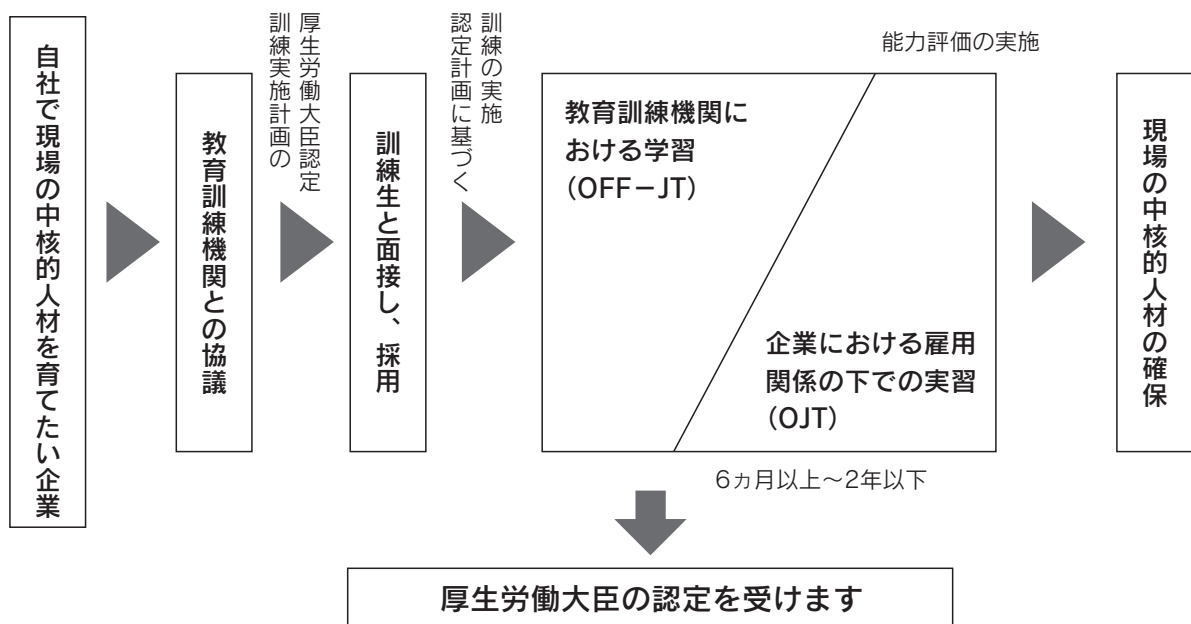 自社で現場の中核的人材を育てたい企業
教育訓練機関との協議
厚生労働大臣認定
訓練実施計画の
訓練生と面接し、採用
訓練の実施
認定計画に基づく
教育訓練機関に
おける学習
（OFF−JT）
能力評価の実施
企業における雇用
関係の下での実習
（OJT）
6ヵ月以上〜2年以下
現場の中核的人材の確保
厚生労働大臣の認定を受けます